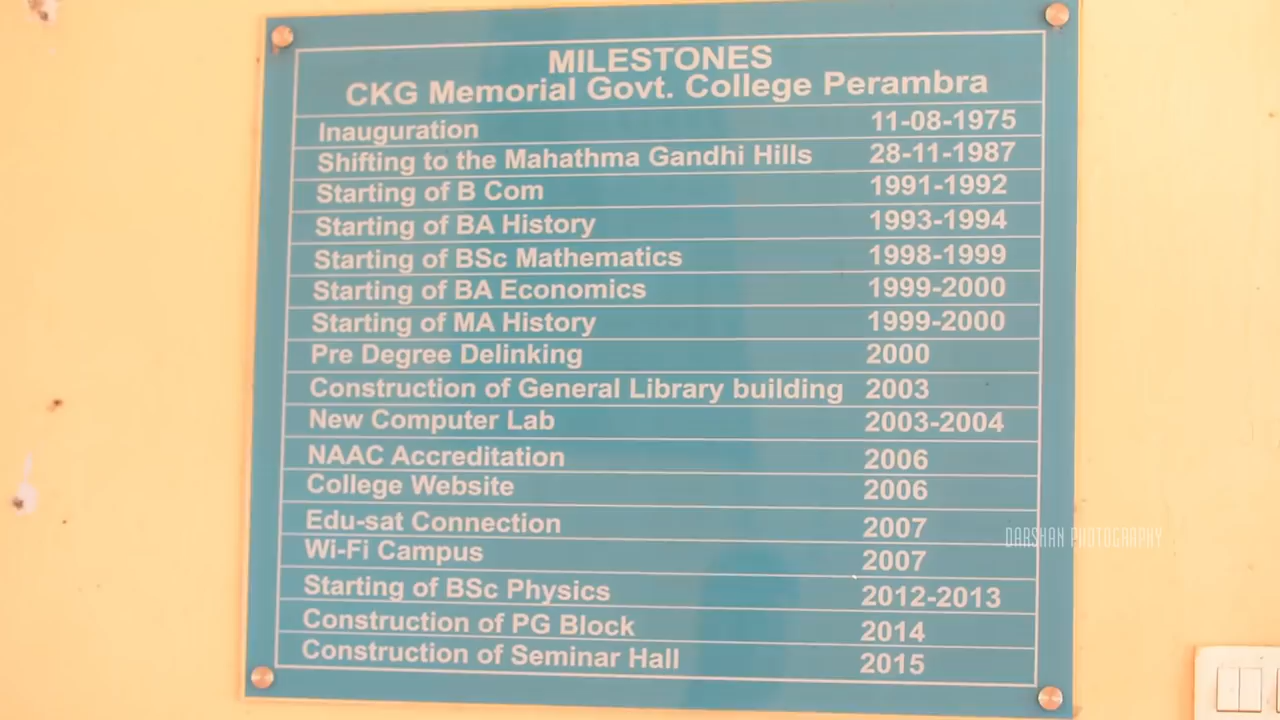 MILESTONES
CKG Memorial Govt. College Perambra
Inauguration 11-08-1975
Shifting to the Mahathma Gandhi Hills 28-11-1987
Starting of B Com 1991-1992
Starting of BA History 1993-1994
Starting of BSc Mathematics 1998-1999
Starting of BA Economics 1999-2000
Starting of MA History 1999-2000
Pre Degree Delinking 2000
Construction of General Library building 2003
New Computer Lab 2003-2004
NAAC Accreditation 2006
College Website 2006
Edu-sat Connection 2007
Wi-Fi Campus 2007
Starting of BSc Physics 2012-2013
Construction of PG Block 2014
Construction of Seminar Hall 2015
DARSHAN PHOTOGRAPHY